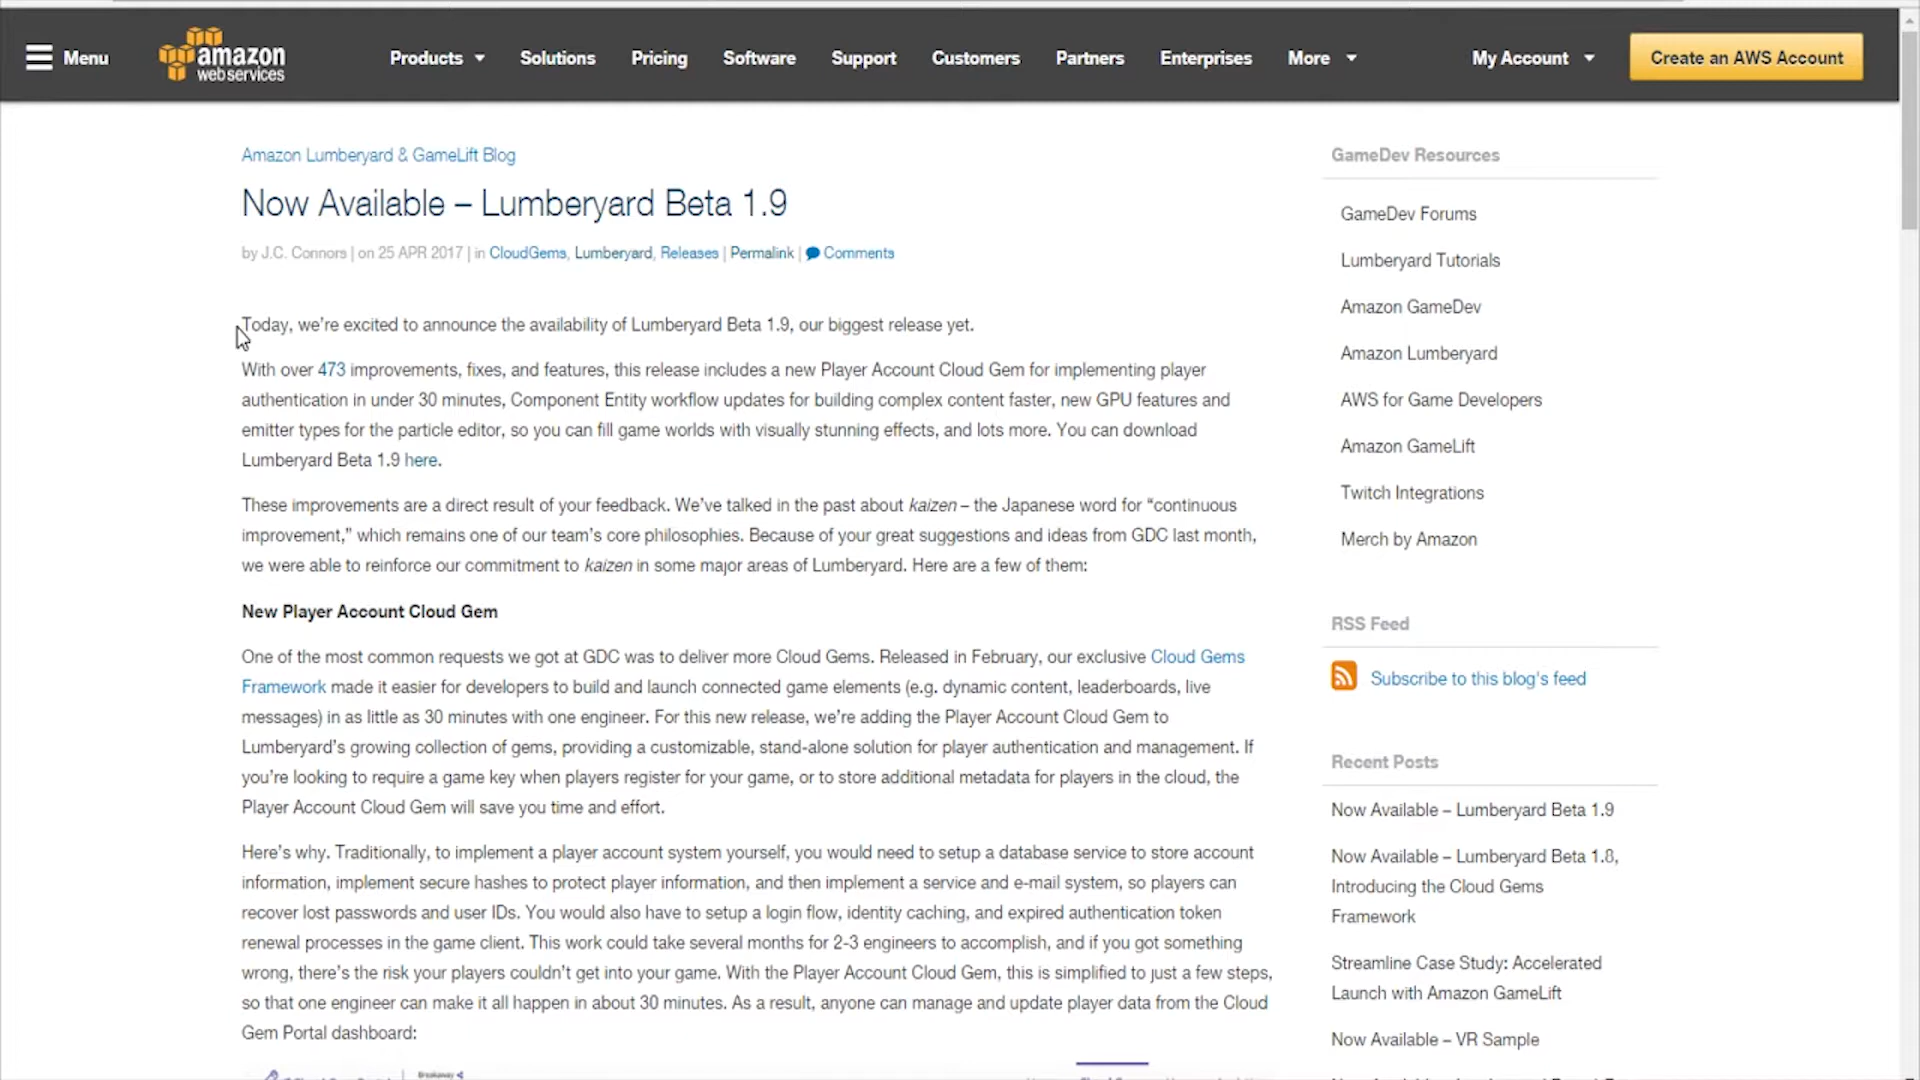 Menu
amazon
web services
Products
Solutions
Pricing
Software
Support
Customers
Partners
Enterprises
More
My Account
Create an AWS Account
Amazon Lumberyard & GameLift Blog
Now Available – Lumberyard Beta 1.9
by J.C. Connors | on 25 APR 2017 | in CloudGems, Lumberyard, Releases | Permalink | Comments
Today, we're excited to announce the availability of Lumberyard Beta 1.9, our biggest release yet.
With over 473 improvements, fixes, and features, this release includes a new Player Account Cloud Gem for implementing player
authentication in under 30 minutes, Component Entity workflow updates for building complex content faster, new GPU features and
emitter types for the particle editor, so you can fill game worlds with visually stunning effects, and lots more. You can download
Lumberyard Beta 1.9 here.
These improvements are a direct result of your feedback. We've talked in the past about kaizen – the Japanese word for “continuous
improvement,” which remains one of our team's core philosophies. Because of your great suggestions and ideas from GDC last month,
we were able to reinforce our commitment to kaizen in some major areas of Lumberyard. Here are a few of them:
New Player Account Cloud Gem
One of the most common requests we got at GDC was to deliver more Cloud Gems. Released in February, our exclusive Cloud Gems
Framework made it easier for developers to build and launch connected game elements (e.g. dynamic content, leaderboards, live
messages) in as little as 30 minutes with one engineer. For this new release, we're adding the Player Account Cloud Gem to
Lumberyard's growing collection of gems, providing a customizable, stand-alone solution for player authentication and management. If
you're looking to require a game key when players register for your game, or to store additional metadata for players in the cloud, the
Player Account Cloud Gem will save you time and effort.
Here's why. Traditionally, to implement a player account system yourself, you would need to setup a database service to store account
information, implement secure hashes to protect player information, and then implement a service and e-mail system, so players can
recover lost passwords and user IDs. You would also have to setup a login flow, identity caching, and expired authentication token
renewal processes in the game client. This work could take several months for 2-3 engineers to accomplish, and if you got something
wrong, there's the risk your players couldn't get into your game. With the Player Account Cloud Gem, this is simplified to just a few steps,
so that one engineer can make it all happen in about 30 minutes. As a result, anyone can manage and update player data from the Cloud
Gem Portal dashboard:
GameDev Resources
GameDev Forums
Lumberyard Tutorials
Amazon GameDev
Amazon Lumberyard
AWS for Game Developers
Amazon GameLift
Twitch Integrations
Merch by Amazon
RSS Feed
Subscribe to this blog's feed
Recent Posts
Now Available – Lumberyard Beta 1.9
Now Available – Lumberyard Beta 1.8,
Introducing the Cloud Gems
Framework
Streamline Case Study: Accelerated
Launch with Amazon GameLift
Now Available – VR Sample